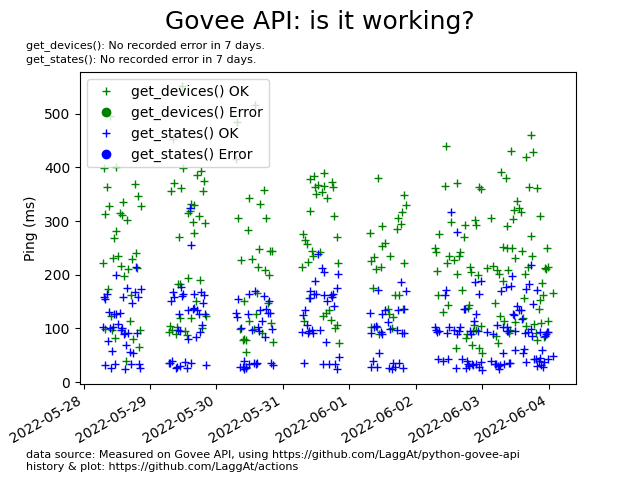 Govee API: is it working?
get_devices(): No recorded error in 7 days.
get_states(): No recorded error in 7 days.
get_devices() OK
get_devices() Error
get_states() OK
get_states() Error
Ping (ms)
500
400
300
200
100
0
2022-05-28
2022-05-29
2022-05-30
2022-05-31
2022-06-01
2022-06-02
2022-06-03
2022-06-04
data source: Measured on Govee API, using https://github.com/LaggAt/python-govee-api
history & plot: https://github.com/LaggAt/actions